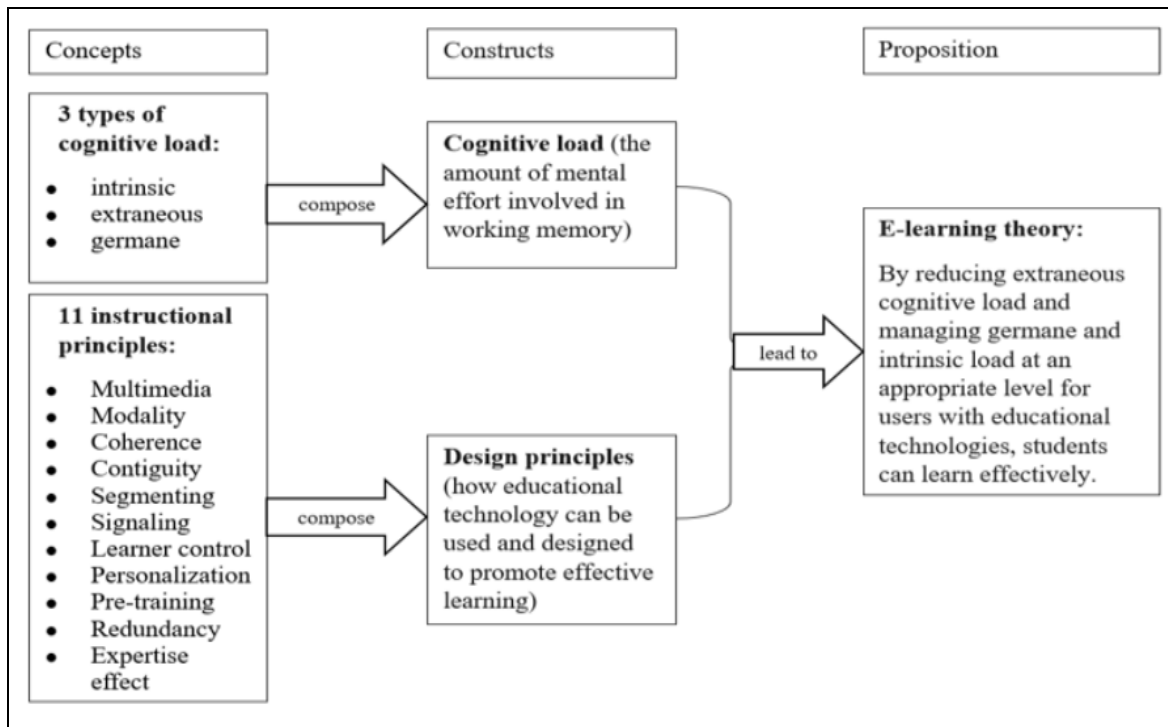 Concepts
Constructs
Proposition
3 types of
cognitive load:
● intrinsic
● extraneous
● germane
compose
Cognitive load (the
amount of mental
effort involved in
working memory)
11 instructional
principles:
● Multimedia
● Modality
● Coherence
● Contiguity
● Segmenting
● Signaling
● Learner control
● Personalization
● Pre-training
● Redundancy
● Expertise
effect
compose
Design principles
(how educational
technology can be
used and designed
to promote effective
learning)
lead to
E-learning theory:
By reducing extraneous
cognitive load and
managing germane and
intrinsic load at an
appropriate level for
users with educational
technologies, students
can learn effectively.